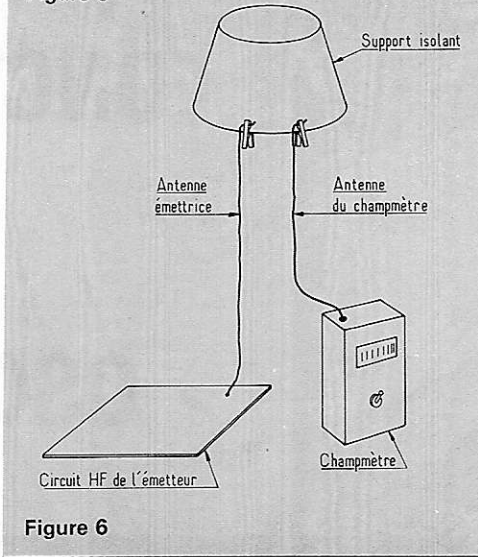 Support isolant
Antenne
émettrice
Antenne
du champmètre
Circuit HF de l'émetteur
Champmètre
Figure 6